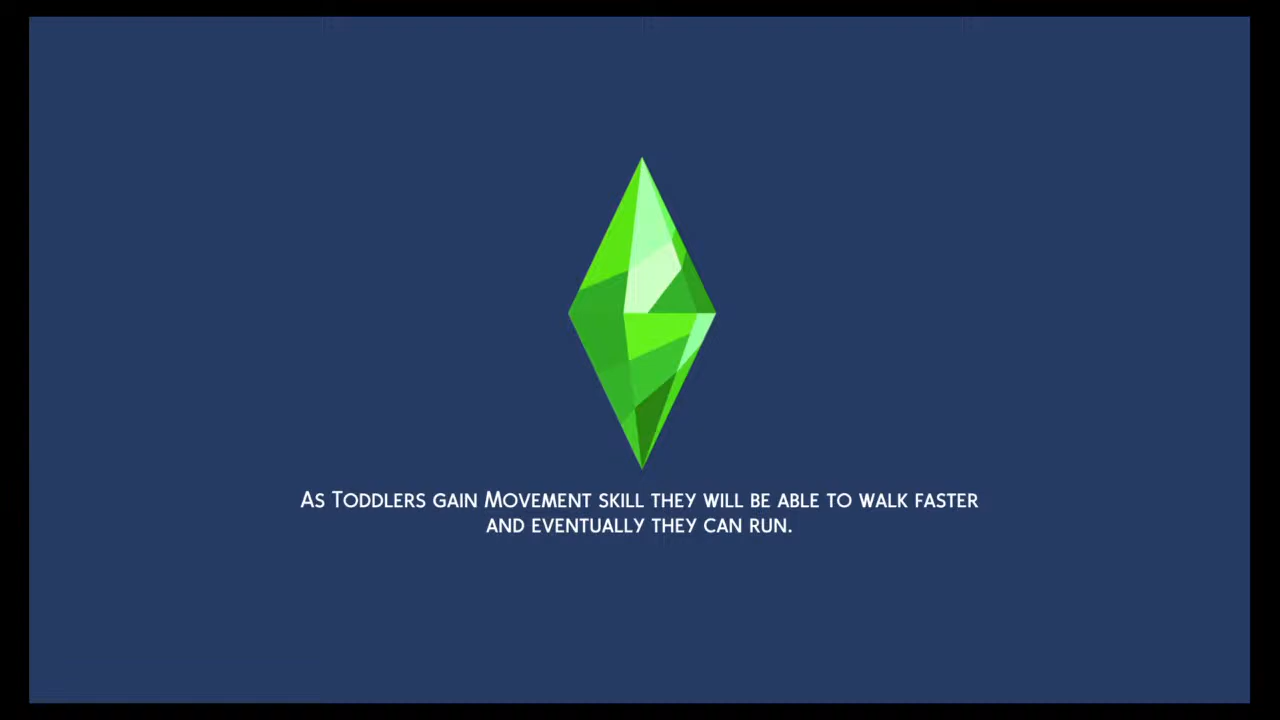 As Toddlers gain Movement skill they will be able to walk faster
and eventually they can run.